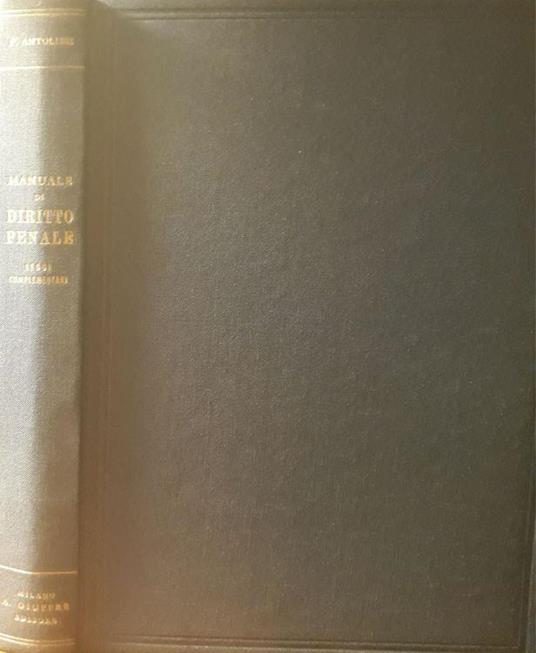 F. ANTOLISEI
MANUALE
DI
DIRITTO
PENALE
LEGGI
COMPLEMENTARI
MILANO
A. GIUFFRÈ
EDITORE